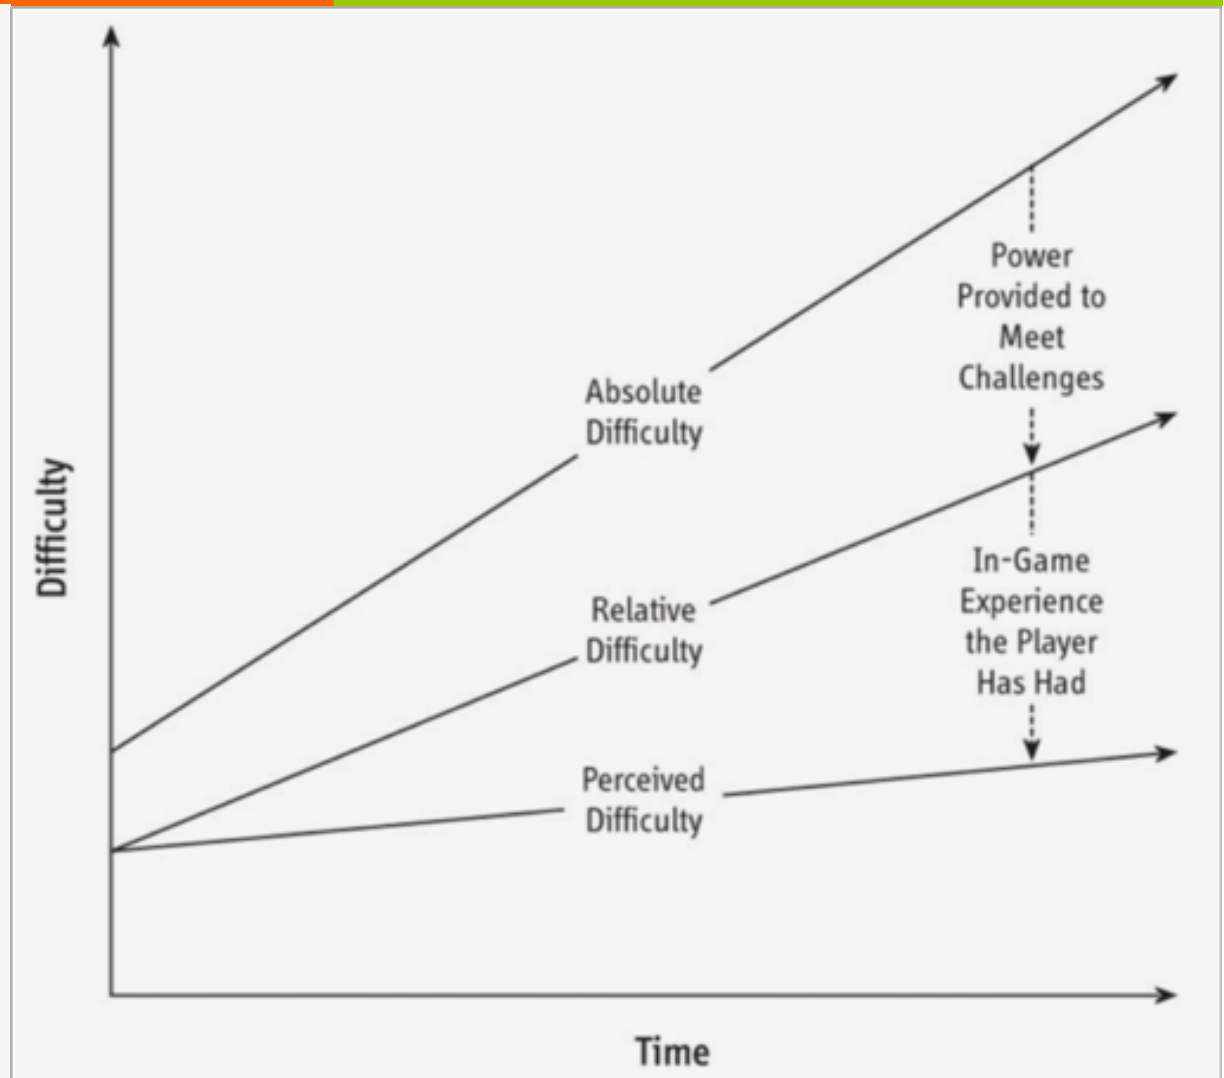 Power
Provided to
Meet
Challenges
Absolute
Difficulty
Difficulty
In-Game
Experience
the Player
Has Had
Relative
Difficulty
Perceived
Difficulty
Time